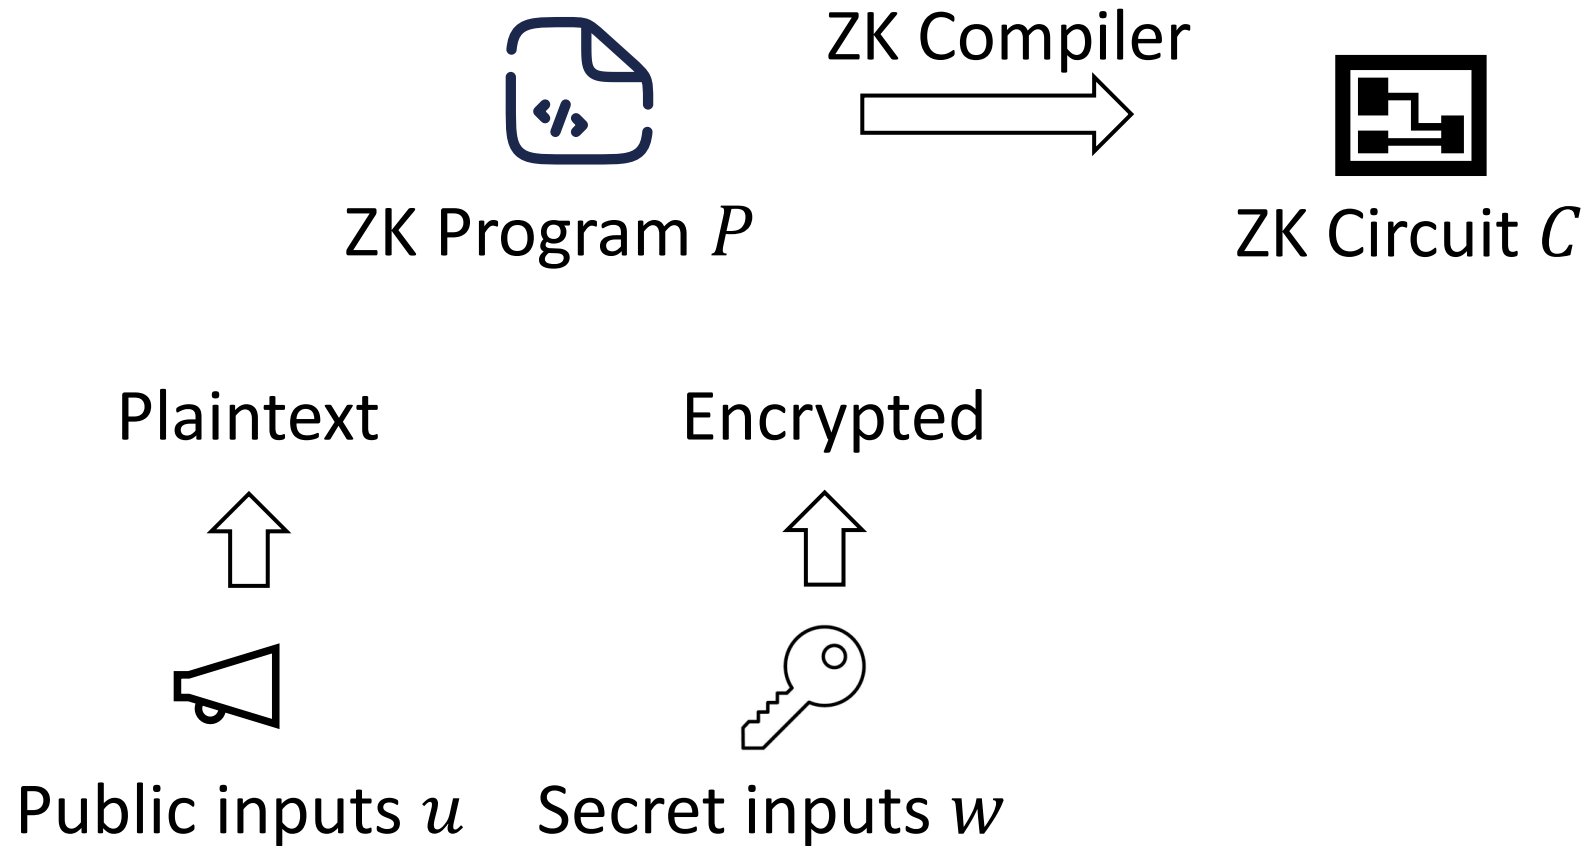 ZK Compiler
</>
ZK Program P
ZK Circuit C
Plaintext
Encrypted
Public inputs u
Secret inputs w